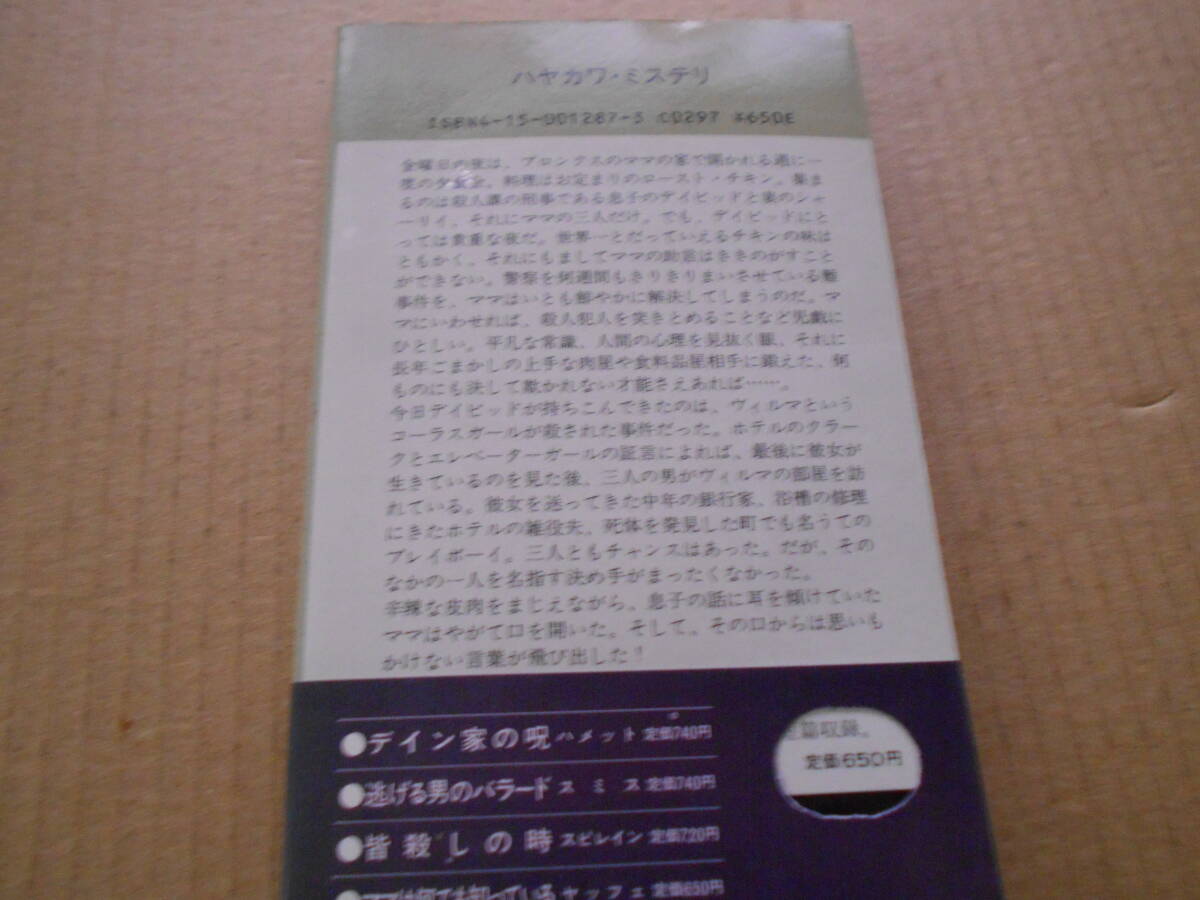 ハヤカワ・ミステリ
ISBN4-15-001287-3 C0297 ¥650E
金曜日の夜は、ブロンクスのママの家で開かれる週に一
度の夕食会。料理はお定まりのロースト・チキン。集ま
るのは殺人課の刑事である息子のデイビッドと妻のシャ
ーリイ、それにママの三人だけ。でも、デイビッドにと
っては貴重な夜だ。世界一とだっていえるチキンの味は
ともかく、それにもましてママの助言はききのがすこと
ができない。警察を何週間もきりきりまいさせている難
事件を、ママはいとも鮮やかに解決してしまうのだ。マ
マにいわせれば、殺人犯人を突きとめることなど児戯に
ひとしい。平凡な常識、人間の心理を見抜く眼、それに
長年ごまかしの上手な肉屋や食料品屋相手に鍛えた、何
ものにも決して欺かれない才能さえあれば……。
今日デイビッドが持ちこんできたのは、ヴィルマという
コーラスガールが殺された事件だった。ホテルのクラー
クとエレベーターガールの証言によれば、最後に彼女が
生きているのを見た後、三人の男がヴィルマの部屋を訪
れている。彼女を送ってきた中年の銀行家、浴槽の修理
にきたホテルの雑役夫、死体を発見した町でも名うての
プレイボーイ。三人ともチャンスはあった。だが、その
なかの一人を名指す決め手がまったくなかった。
辛辣な皮肉をまじえながら、息子の話に耳を傾けていた
ママはやがて口を開いた。そして、その口からは思いも
かけない言葉が飛び出した!
●デイン家の呪 ハメット 定価740円
●逃げる男のバラード スミス 定価740円
●皆殺しの時 スピレイン 定価720円
●ママは何でも知っている ヤッフェ 定価650円
篇収録。
定価650円